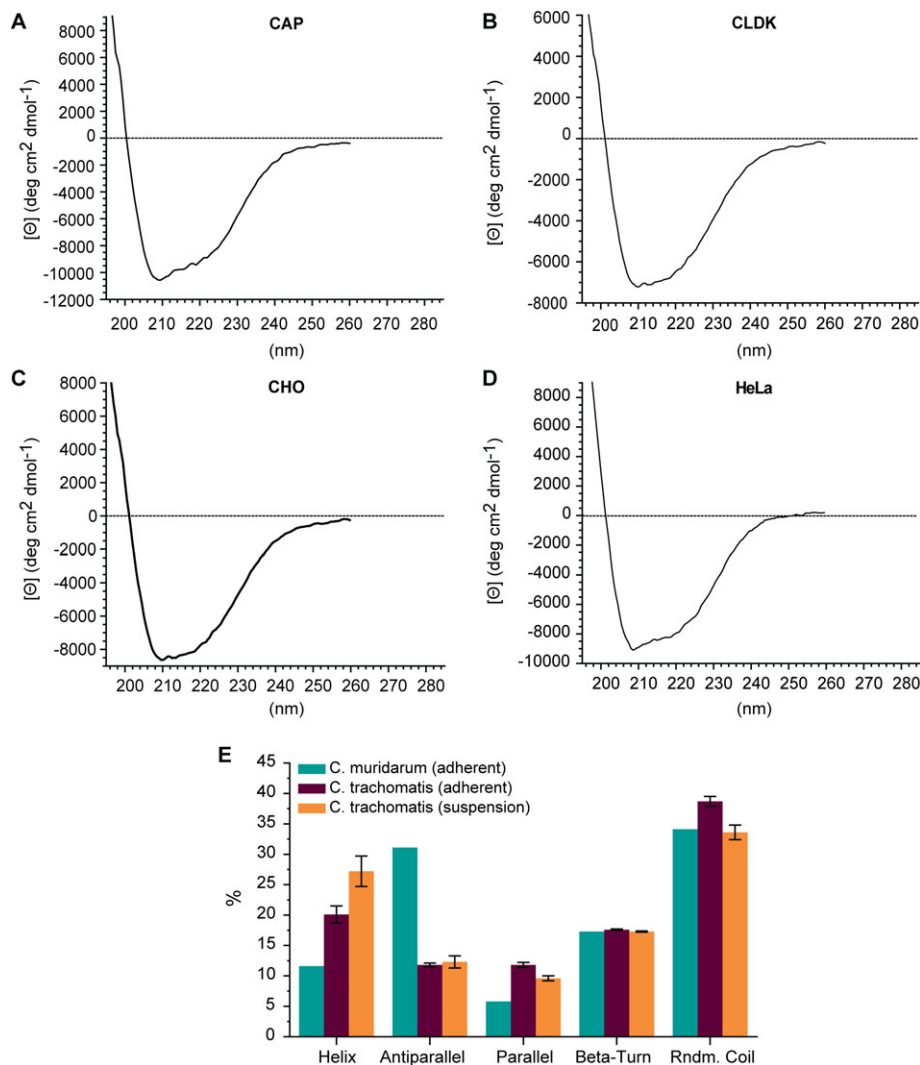 A
CAP
8000
6000
4000
2000
0
-2000
-4000
-6000
-8000
-10000
-12000
[Θ] (deg cm2 dmol-1)
200 210 220 230 240 250 260 270 280
(nm)
B
CLDK
6000
4000
2000
0
-2000
-4000
-6000
-8000
[Θ] (deg cm2 dmol-1)
200 210 220 230 240 250 260 270 280
(nm)
C
CHO
8000
6000
4000
2000
0
-2000
-4000
-6000
-8000
[Θ] (deg cm2 dmol-1)
200 210 220 230 240 250 260 270 280
(nm)
D
HeLa
8000
6000
4000
2000
0
-2000
-4000
-6000
-8000
-10000
[Θ] (deg cm2 dmol-1)
200 210 220 230 240 250 260 270 280
(nm)
E
45
40
35
30
25
20
15
10
5
0
%
C. muridarum (adherent)
C. trachomatis (adherent)
C. trachomatis (suspension)
Helix Antiparallel Parallel Beta-Turn Rndm. Coil